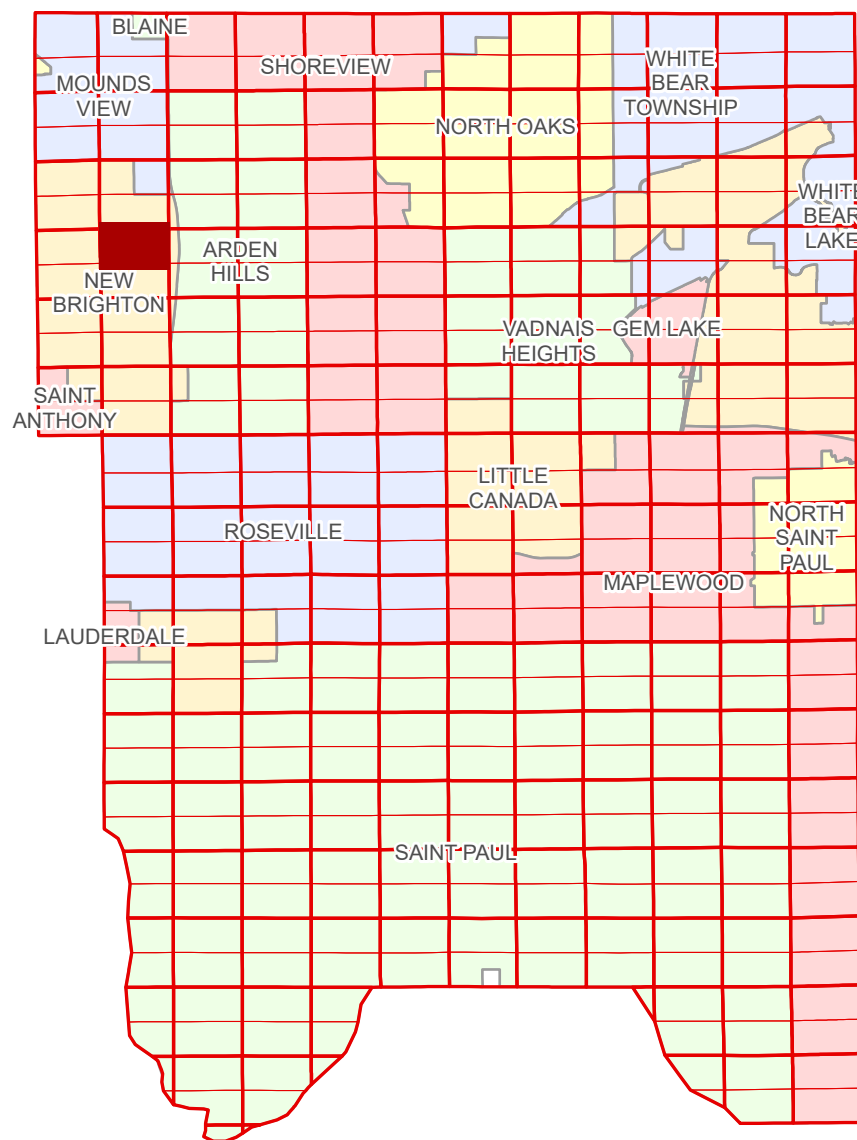 BLAINE
SHOREVIEW
WHITE
BEAR
TOWNSHIP
MOUNDS
VIEW
NORTH OAKS
WHITE
BEAR
LAKE
ARDEN
HILLS
NEW
BRIGHTON
VADNAIS
HEIGHTS
GEM LAKE
SAINT
ANTHONY
LITTLE
CANADA
ROSEVILLE
NORTH
SAINT
PAUL
MAPLEWOOD
LAUDERDALE
SAINT PAUL